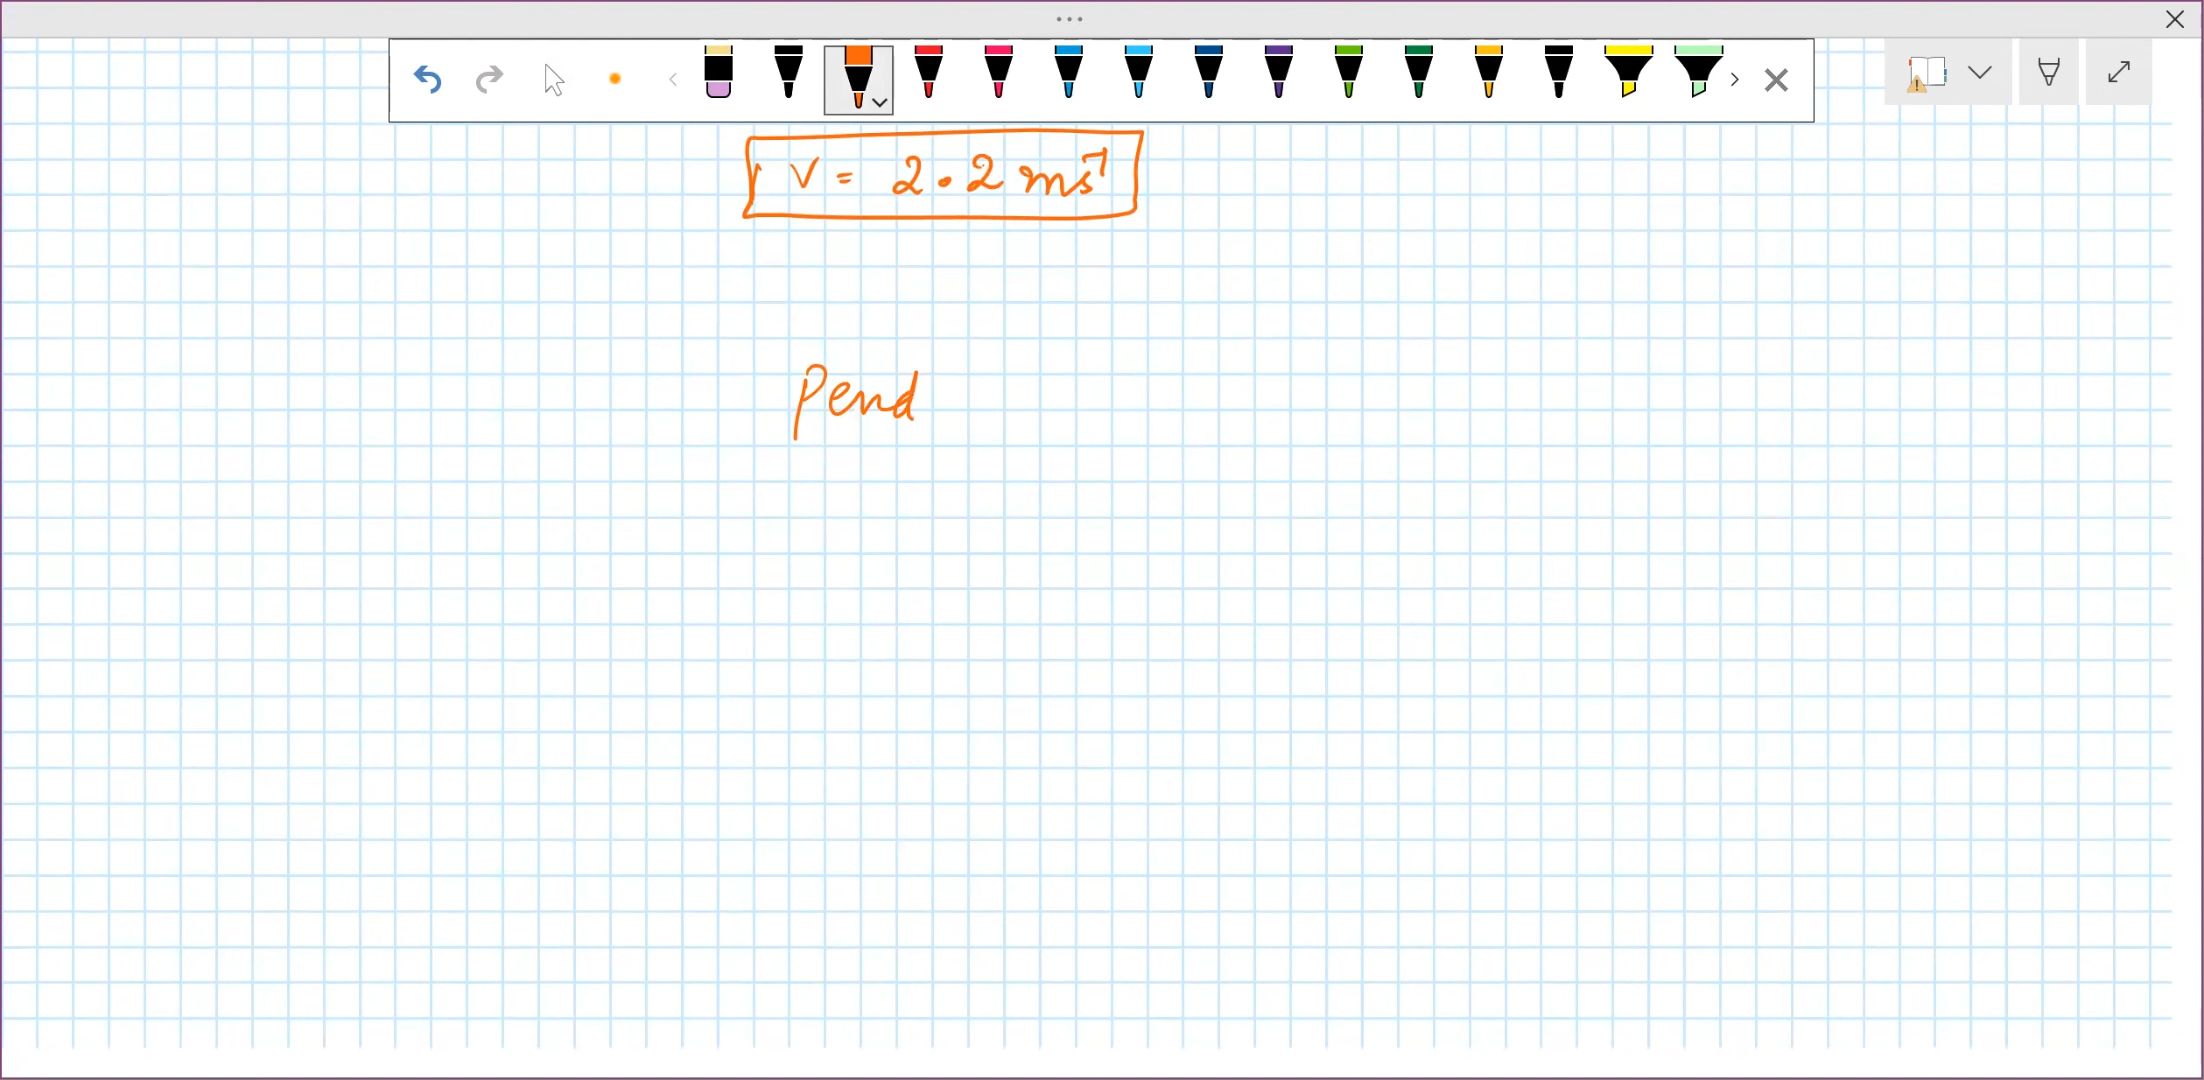 v = 2.2 ms⁻¹
Pend